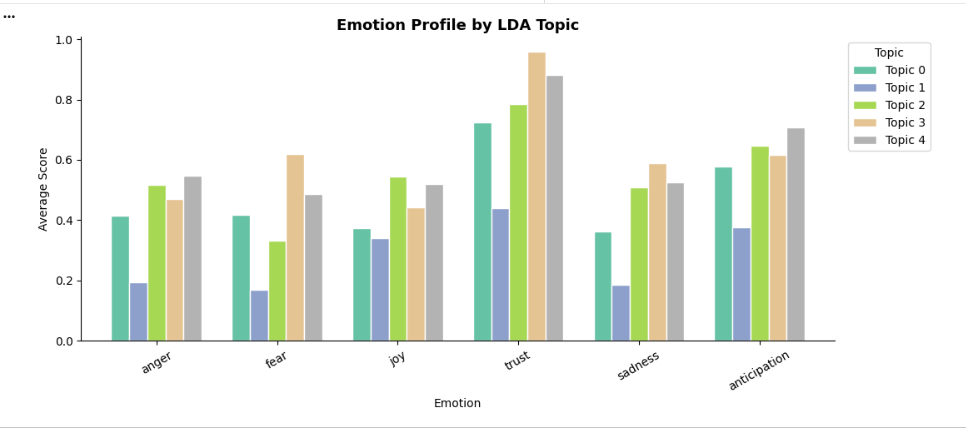 ...
Emotion Profile by LDA Topic
Average Score
1.0
0.8
0.6
0.4
0.2
0.0
anger
fear
joy
trust
sadness
anticipation
Emotion
Topic
Topic 0
Topic 1
Topic 2
Topic 3
Topic 4